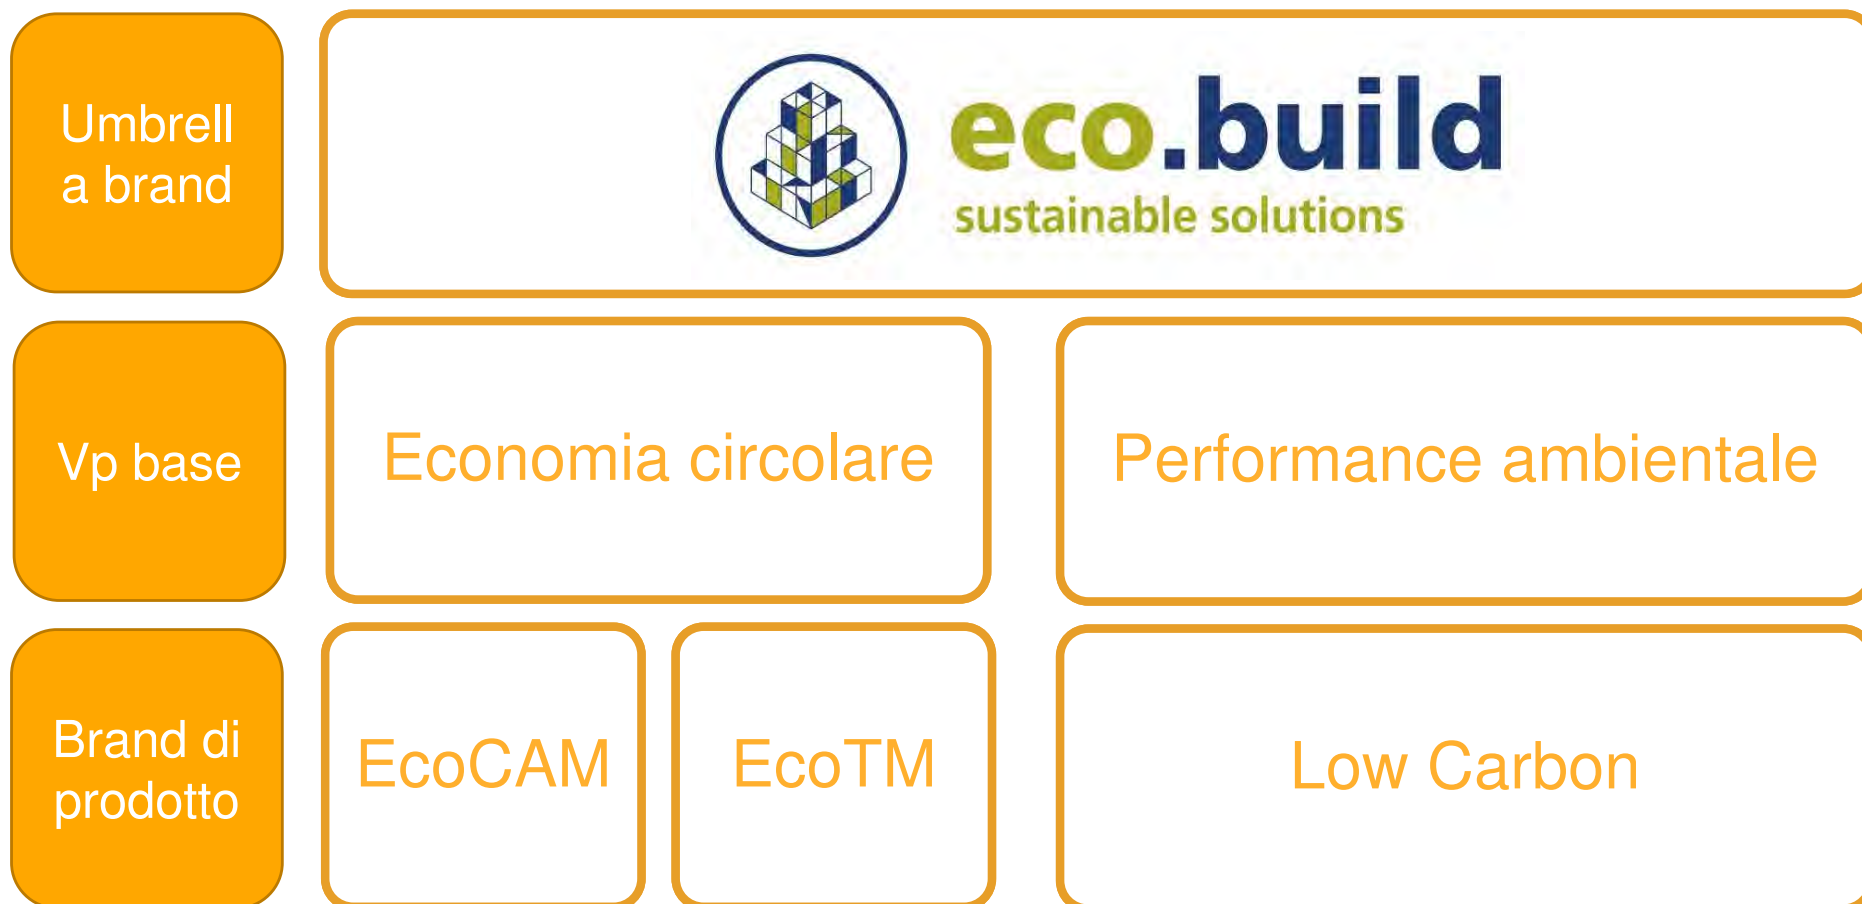 Umbrell
a brand
eco.build
sustainable solutions
Vp base
Economia circolare
Performance ambientale
Brand di
prodotto
EcoCAM
EcoTM
Low Carbon